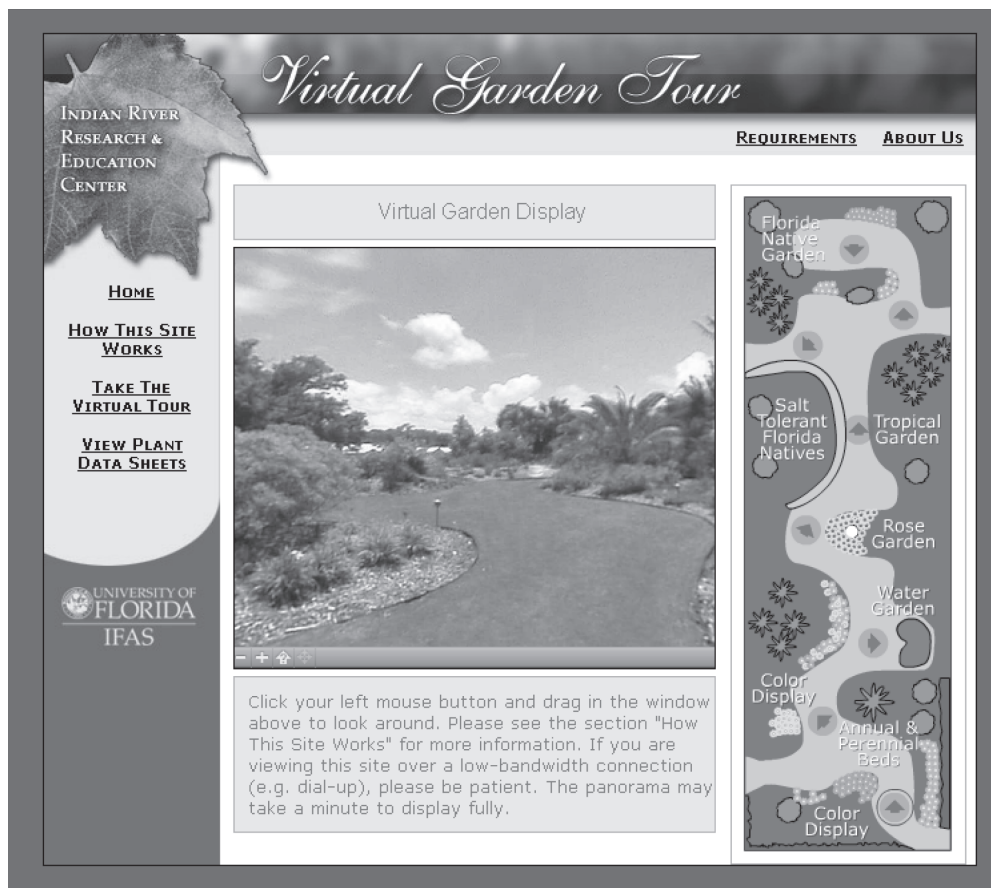 Virtual Garden Tour
INDIAN RIVER
RESEARCH &
EDUCATION
CENTER
REQUIREMENTS ABOUT US
HOME
HOW THIS SITE
WORKS
TAKE THE
VIRTUAL TOUR
VIEW PLANT
DATA SHEETS
UNIVERSITY OF
FLORIDA
IFAS
Virtual Garden Display
Click your left mouse button and drag in the window
above to look around. Please see the section "How
This Site Works" for more information. If you are
viewing this site over a low-bandwidth connection
(e.g. dial-up), please be patient. The panorama may
take a minute to display fully.
Florida
Native
Garden
Salt
Tolerant
Florida
Natives
Tropical
Garden
Rose
Garden
Water
Garden
Color
Display
Annual &
Perennial
Beds
Color
Display